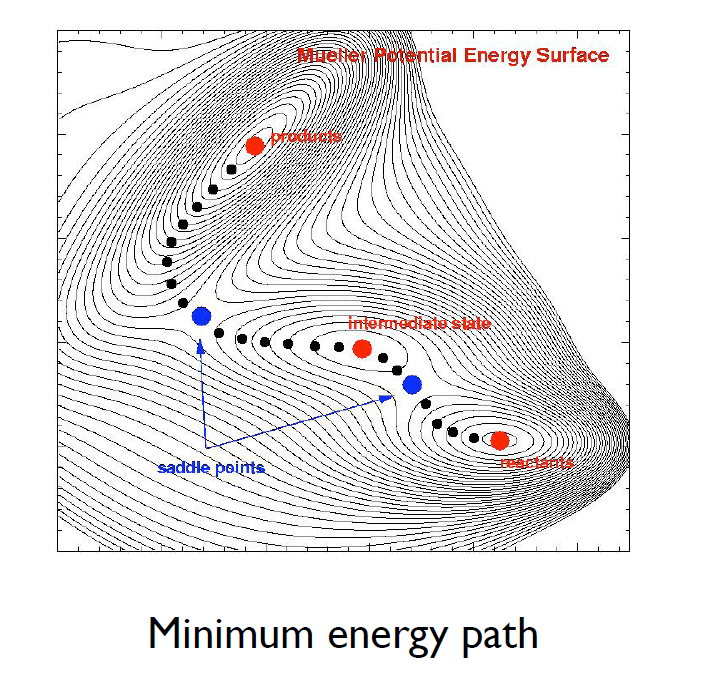 Mueller Potential Energy Surface
products
intermediate state
saddle points
reactants
Minimum energy path